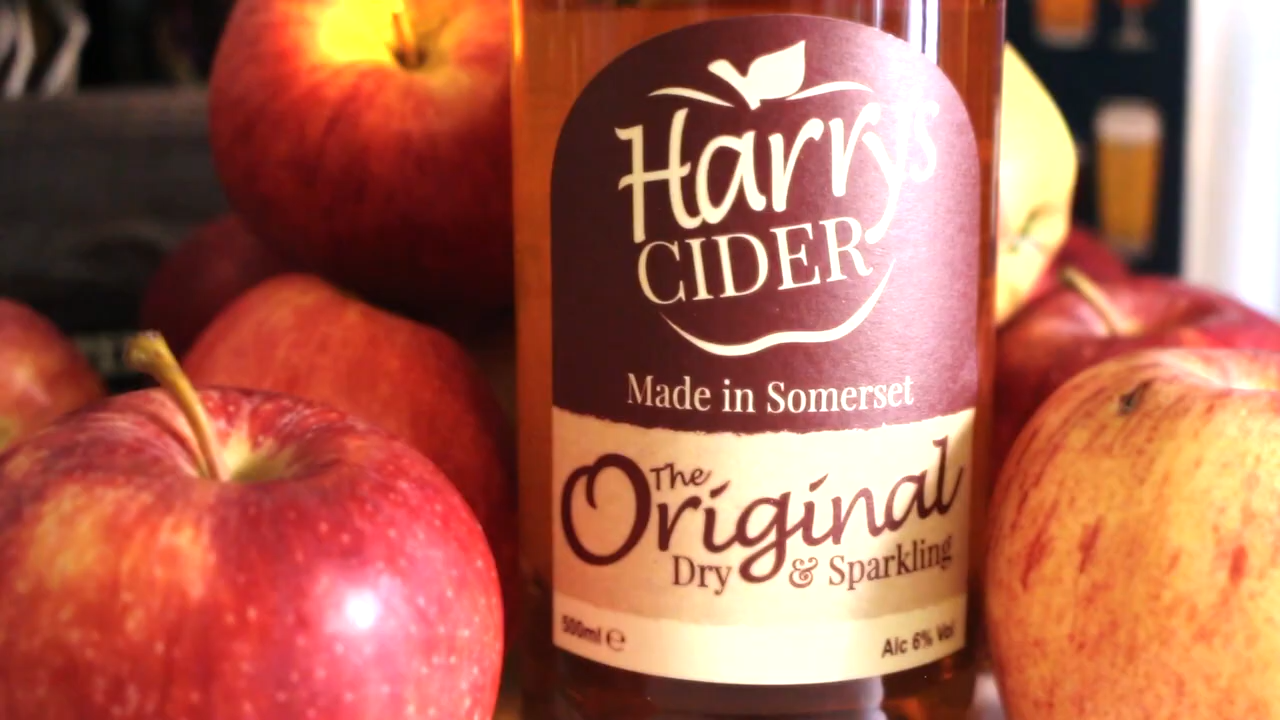 Harry's
CIDER
Made in Somerset
The
Original
Dry & Sparkling
500ml e
Alc 6% Vol